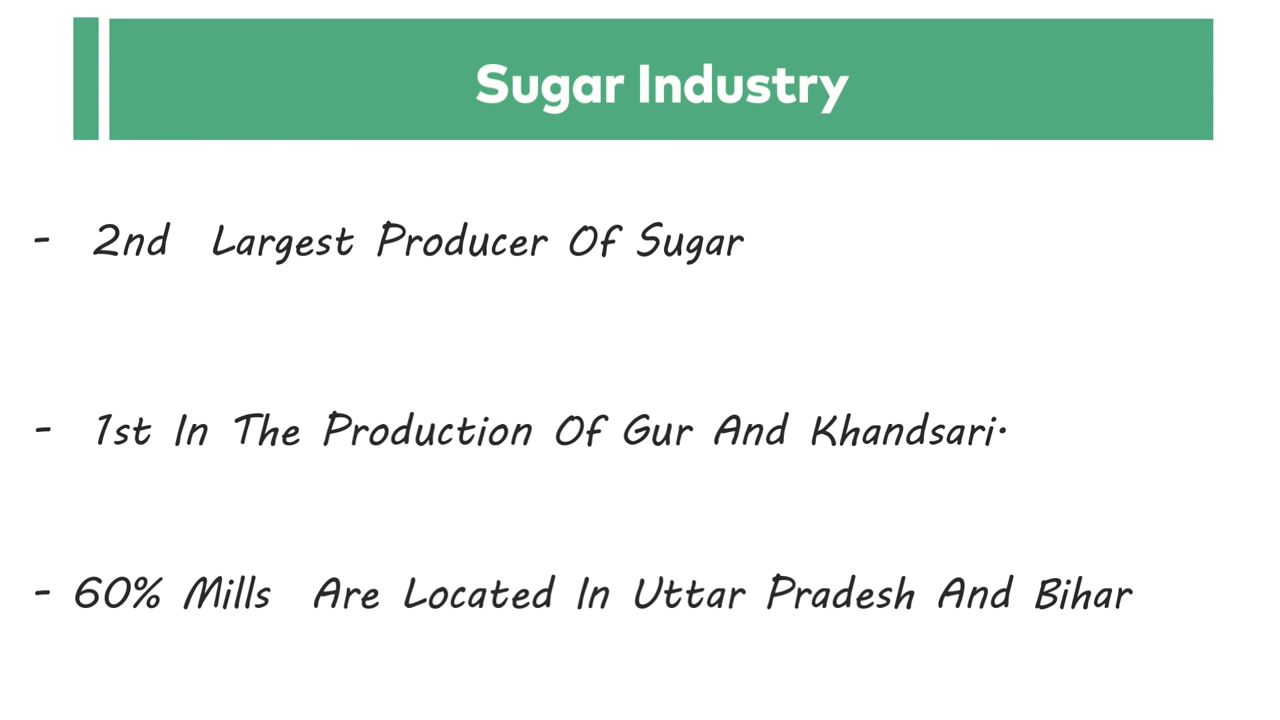 Sugar Industry
- 2nd Largest Producer Of Sugar
- 1st In The Production Of Gur And Khandsari.
- 60% Mills Are Located In Uttar Pradesh And Bihar